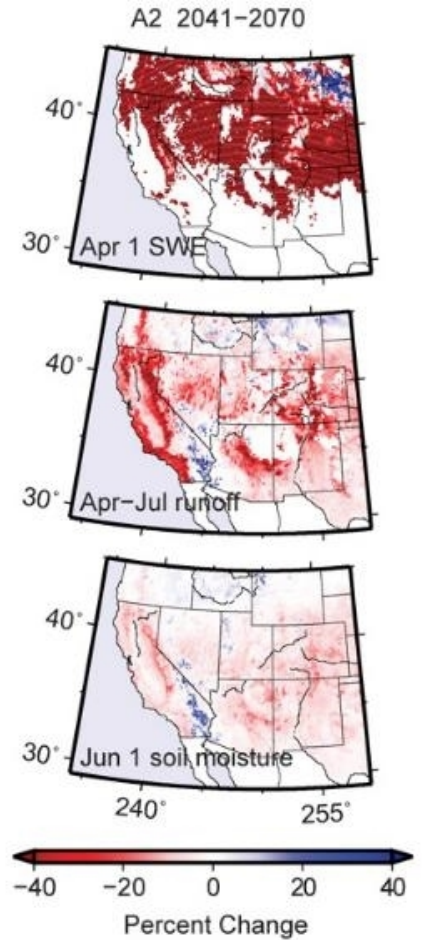 A2 2041−2070
40°
30°
Apr 1 SWE
40°
30°
Apr−Jul runoff
40°
30°
Jun 1 soil moisture
240° 255°
−40 −20 0 20 40
Percent Change